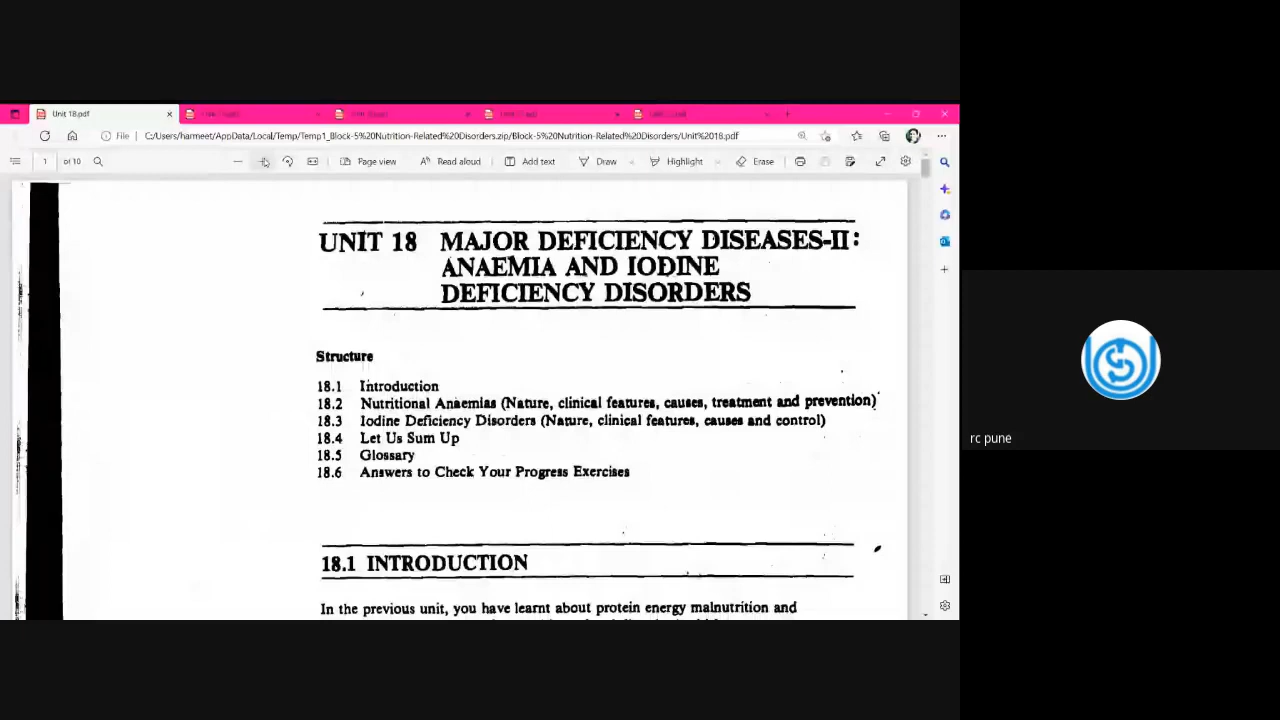 Unit 18.pdf
File C:/Users/harmeet/AppData/Local/Temp/Temp1_Block-5%20Nutrition-Related%20Disorders.zip/Block-5%20Nutrition-Related%20Disorders/Unit%2018.pdf
1 of 10 Page view Read aloud Add text Draw Highlight Erase
UNIT 18 MAJOR DEFICIENCY DISEASES-II:
ANAEMIA AND IODINE
DEFICIENCY DISORDERS
Structure
18.1 Introduction
18.2 Nutritional Anaemias (Nature, clinical features, causes, treatment and prevention)
18.3 Iodine Deficiency Disorders (Nature, clinical features, causes and control)
18.4 Let Us Sum Up
18.5 Glossary
18.6 Answers to Check Your Progress Exercises
18.1 INTRODUCTION
In the previous unit, you have learnt about protein energy malnutrition and
rc pune